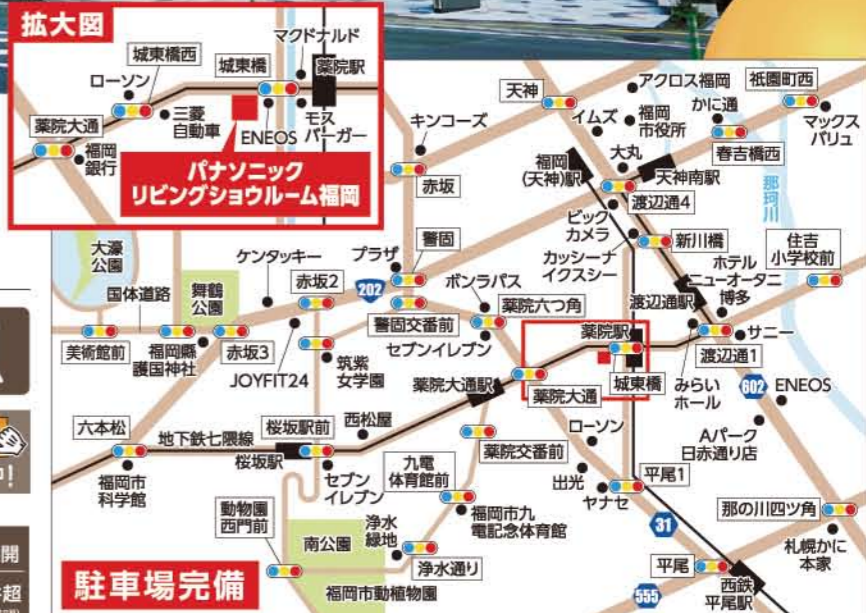 拡大図
マクドナルド
城東橋西
城東橋
薬院駅
ローソン
三菱
自動車
ENEOS
モス
バーガー
薬院大通
福岡
銀行
パナソニック
リビングショウルーム福岡
キンコーズ
赤坂
天神
イムズ
アクロス福岡
福岡
市役所
かに通
祇園町西
マックス
バリュ
春吉橋西
大丸
福岡
(天神)駅
天神南駅
渡辺通4
ビック
カメラ
新川橋
カッシーナ
イクスシー
那珂川
住吉
小学校前
ホテル
ニューオータニ
博多
渡辺通駅
サニー
渡辺通1
みらい
ホール
602
ENEOS
Aパーク
日赤通り店
大濠
公園
国体道路
舞鶴
公園
ケンタッキー
赤坂2
プラザ
警固
202
警固交番前
ボンラパス
薬院六つ角
セブンイレブン
薬院駅
城東橋
薬院大通
薬院大通駅
美術館前
福岡縣
護国神社
赤坂3
JOYFIT24
筑紫
女学園
六本松
地下鉄七隈線
桜坂駅前
桜坂駅
西松屋
福岡市
科学館
セブン
イレブン
九電
体育館前
薬院交番前
ローソン
出光
ヤナセ
平尾1
福岡市九
電記念体育館
動物園
西門前
南公園
浄水
緑地
浄水通り
福岡市動植物園
31
平尾
555
西鉄
平尾駅
那の川四ツ角
札幌かに
本家
駐車場完備
開
超